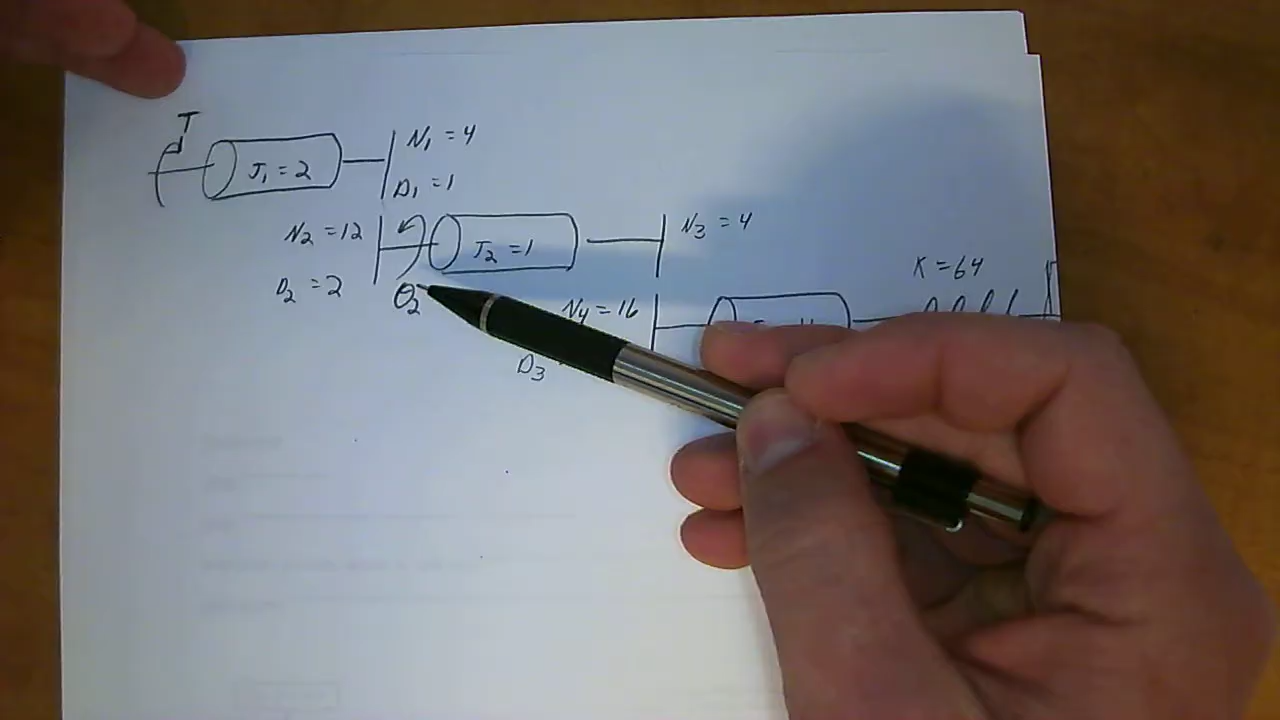 T
J₁ = 2
N₁ = 4
D₁ = 1
N₂ = 12
D₂ = 2
θ₂
J₂ = 1
N₃ = 4
N₄ = 16
D₃
K = 64